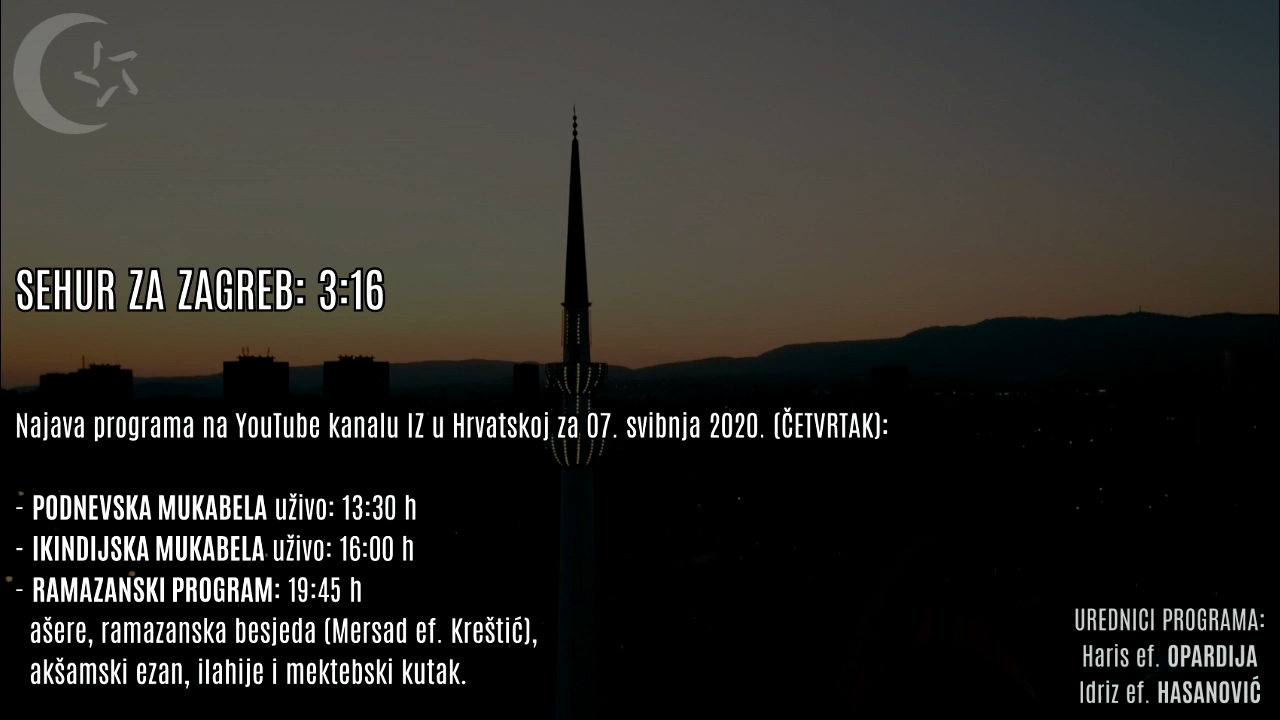 SEHUR ZA ZAGREB: 3:16
Najava programa na YouTube kanalu IZ u Hrvatskoj za 07. svibnja 2020. (ČETVRTAK):
- PODNEVSKA MUKABELA uživo: 13:30 h
- IKINDIJSKA MUKABELA uživo: 16:00 h
- RAMAZANSKI PROGRAM: 19:45 h
ašere, ramazanska besjeda (Mersad ef. Kreštić),
akšamski ezan, ilahije i mektebski kutak.
UREDNICI PROGRAMA:
Haris ef. OPARDIJA
Idriz ef. HASANOVIĆ